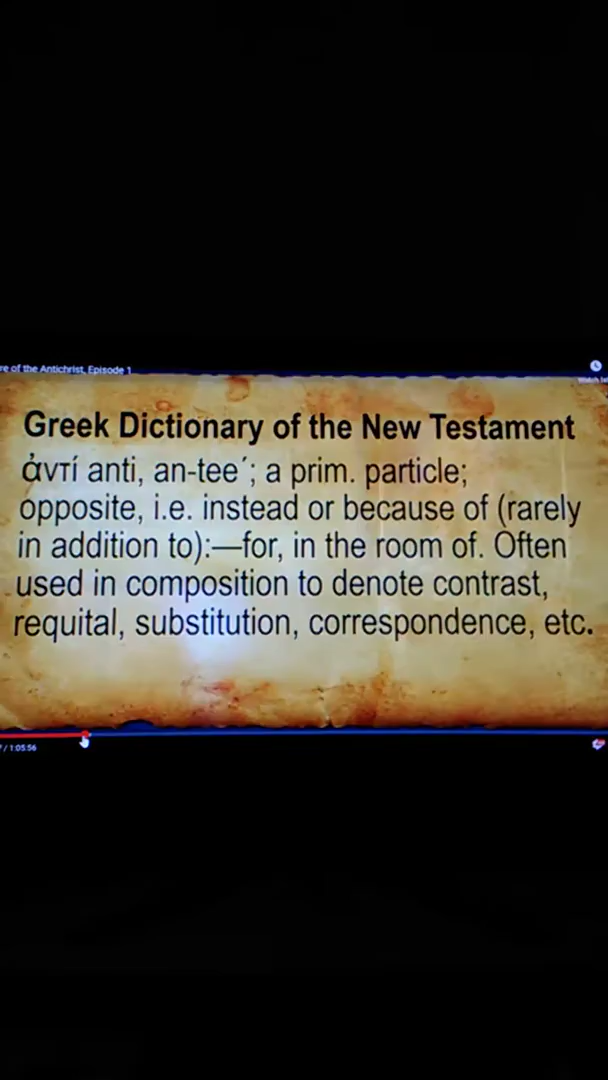 re of the Antichrist, Episode 1
Greek Dictionary of the New Testament
ἀντί anti, an-tee´; a prim. particle;
opposite, i.e. instead or because of (rarely
in addition to):—for, in the room of. Often
used in composition to denote contrast,
requital, substitution, correspondence, etc.
/ 1:05:56